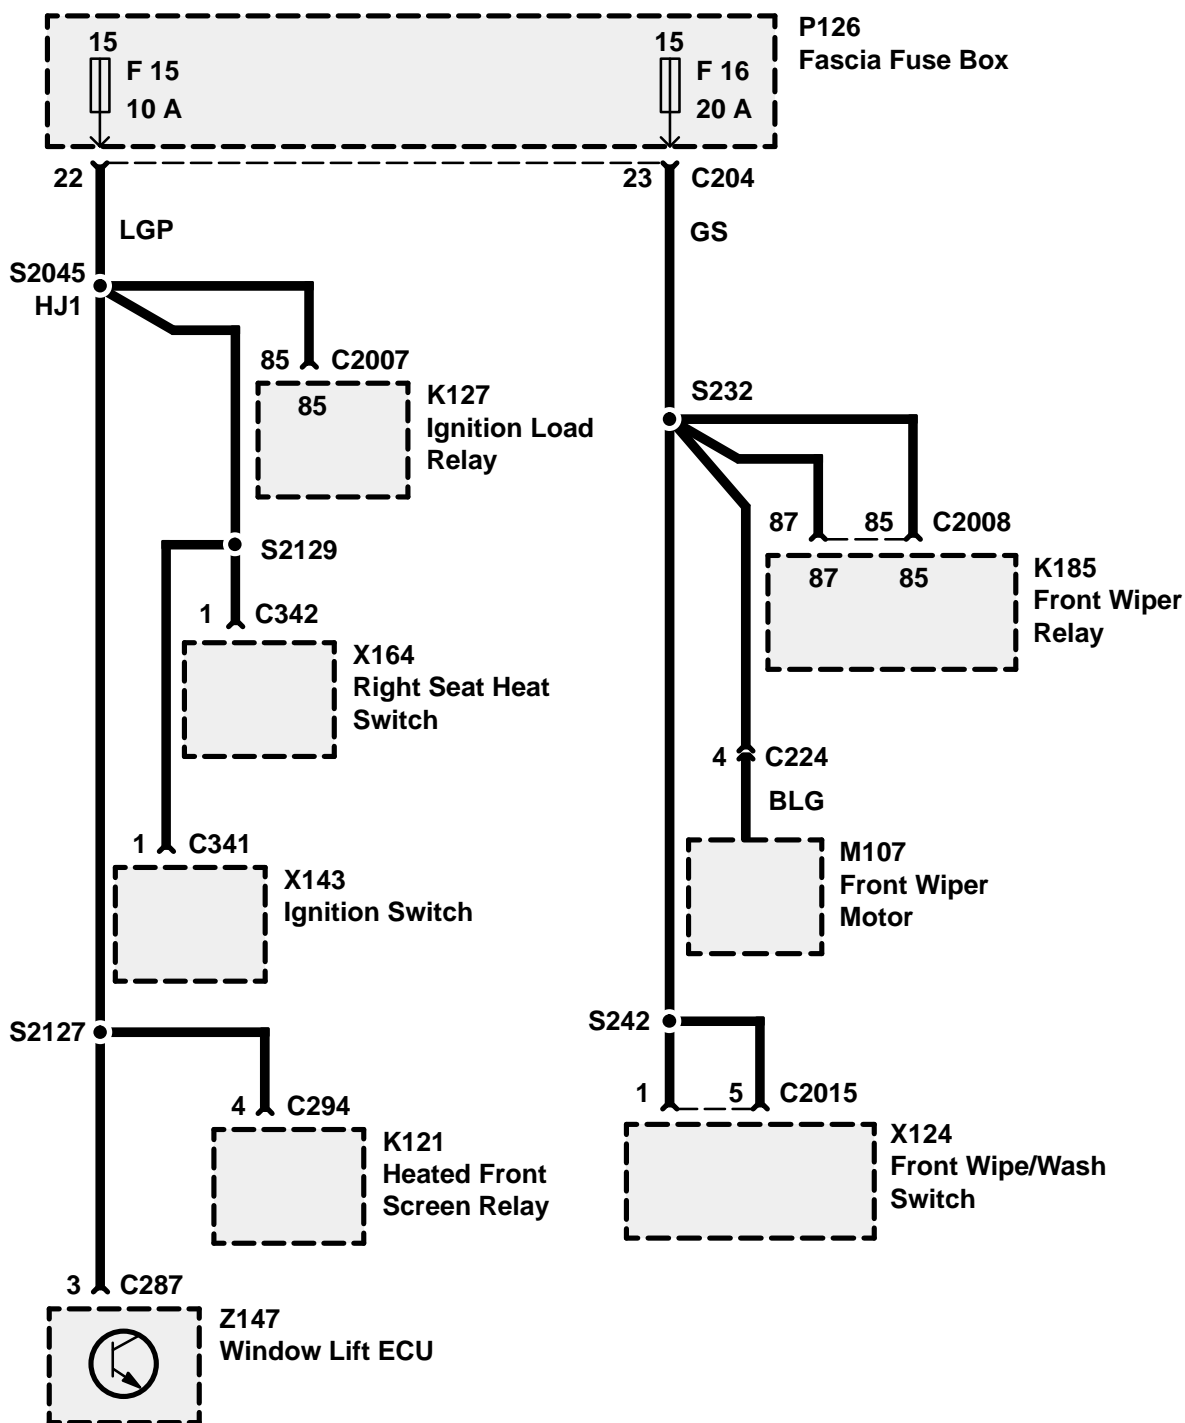 P126
Fascia Fuse Box
15
F 15
10 A
15
F 16
20 A
22
23
C204
LGP
GS
S2045
HJ1
85
C2007
85
K127
Ignition Load
Relay
S232
87
85
C2008
87
85
K185
Front Wiper
Relay
S2129
1
C342
X164
Right Seat Heat
Switch
4
C224
BLG
M107
Front Wiper
Motor
1
C341
X143
Ignition Switch
S2127
S242
4
C294
K121
Heated Front
Screen Relay
1
5
C2015
X124
Front Wipe/Wash
Switch
3
C287
Z147
Window Lift ECU